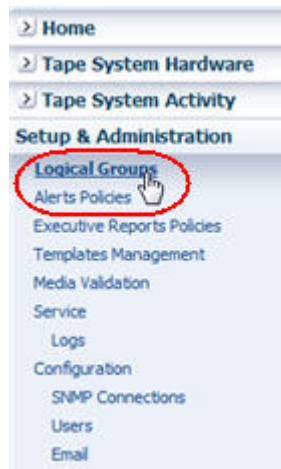 Home
Tape System Hardware
Tape System Activity
Setup & Administration
Logical Groups
Alerts Policies
Executive Reports Policies
Templates Management
Media Validation
Service
Logs
Configuration
SNMP Connections
Users
Email